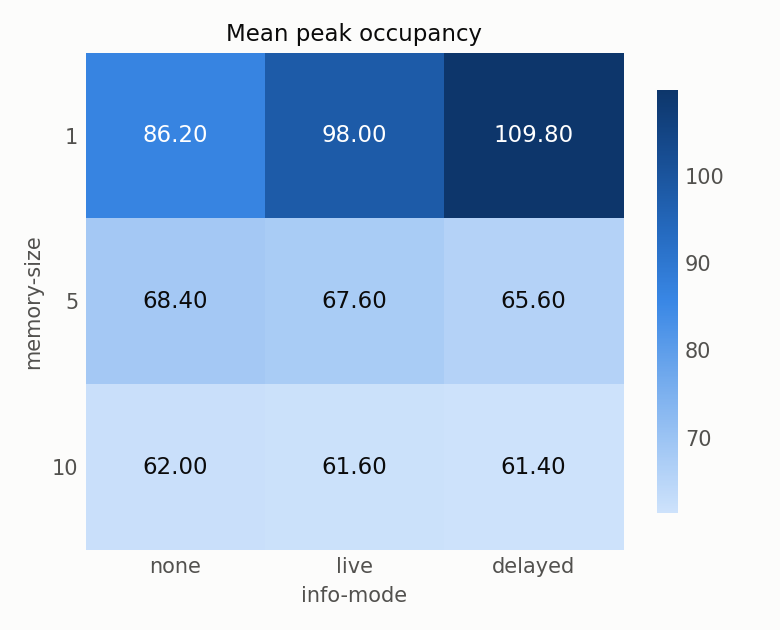 Mean peak occupancy
1 86.20 98.00 109.80
5 68.40 67.60 65.60
10 62.00 61.60 61.40
none live delayed
info-mode
memory-size
100
90
80
70